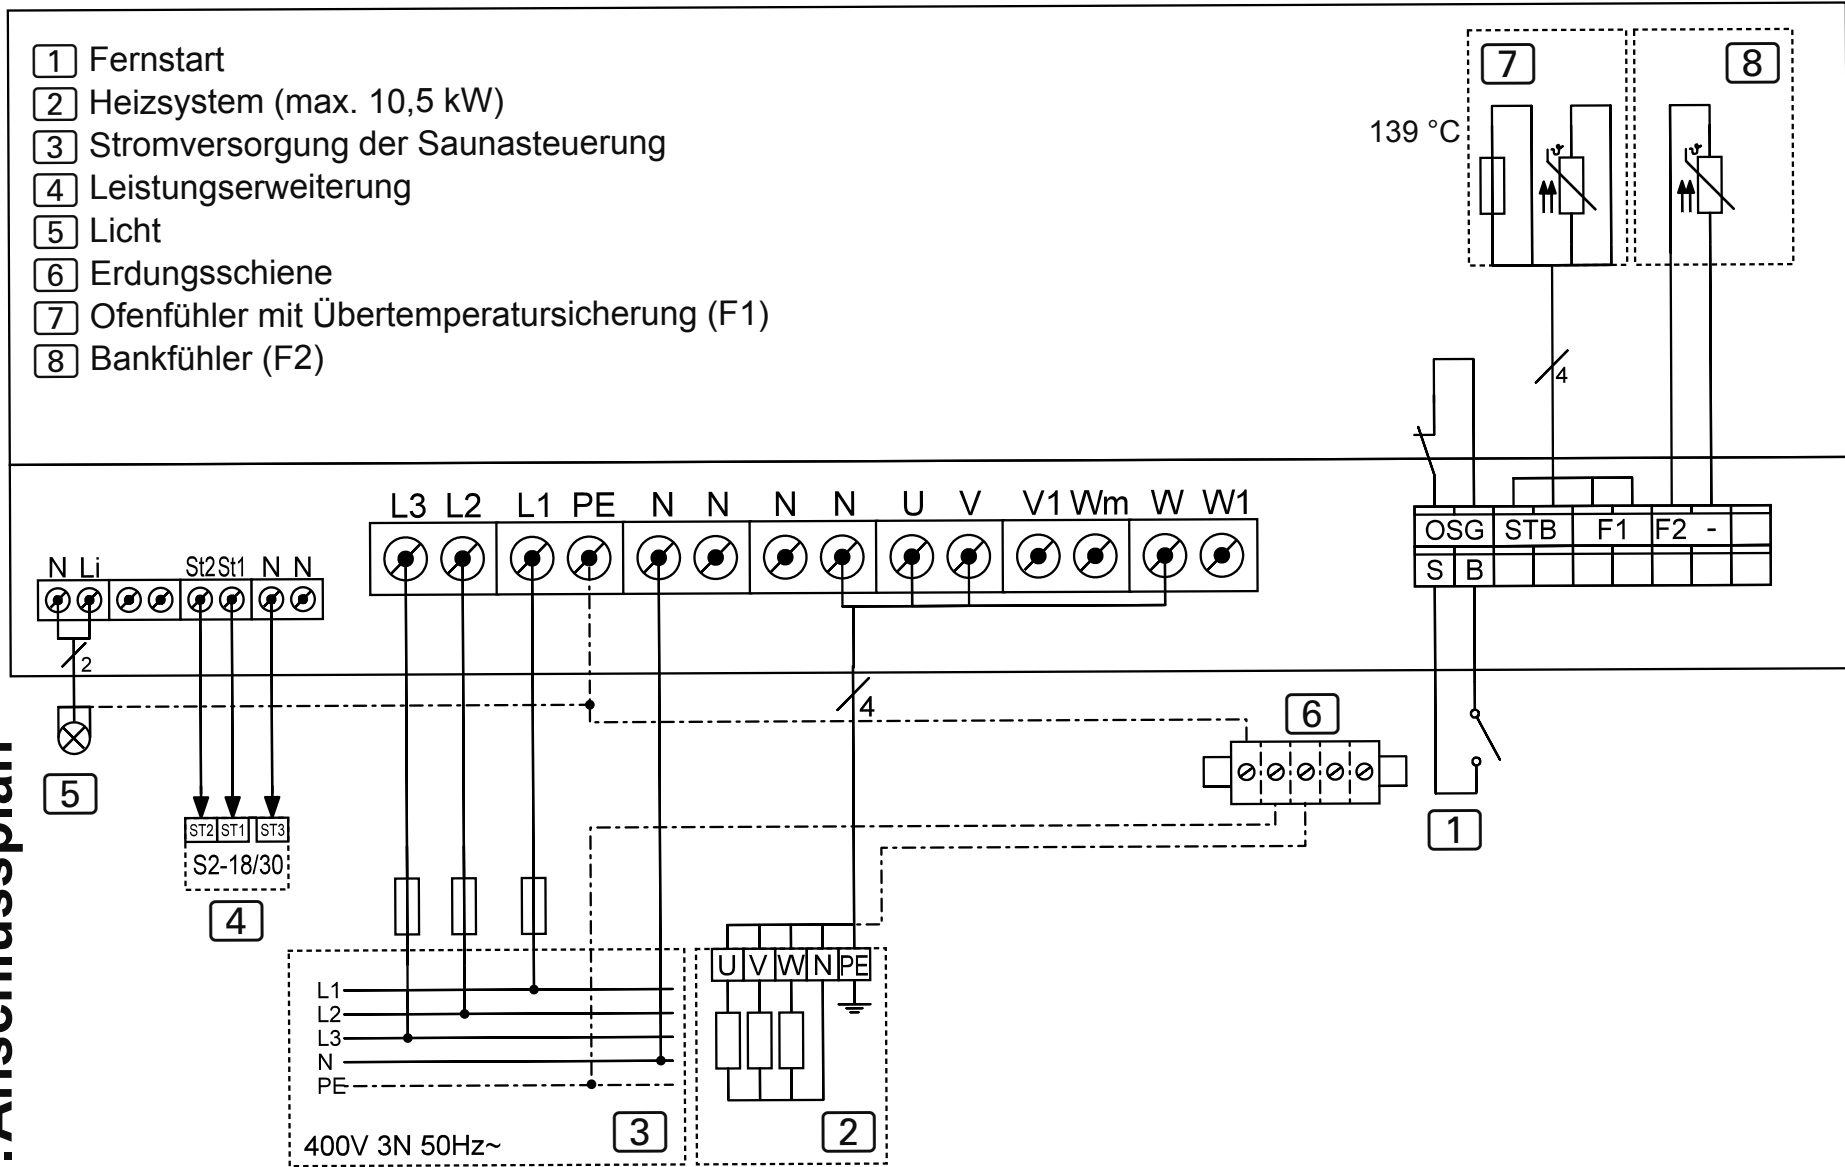 1 Fernstart
2 Heizsystem (max. 10,5 kW)
3 Stromversorgung der Saunasteuerung
4 Leistungserweiterung
5 Licht
6 Erdungsschiene
7 Ofenfühler mit Übertemperatursicherung (F1)
8 Bankfühler (F2)
7 8
139 °C
4
L3 L2 L1 PE N N N N U V V1 Wm W W1
OSG STB F1 F2 -
S B
N Li St2 St1 N N
2
4
6
5
1
ST2 ST1 ST3
S2-18/30
4
U V W N PE
L1
L2
L3
N
PE
3
2
400V 3N 50Hz~
Anschlussplan